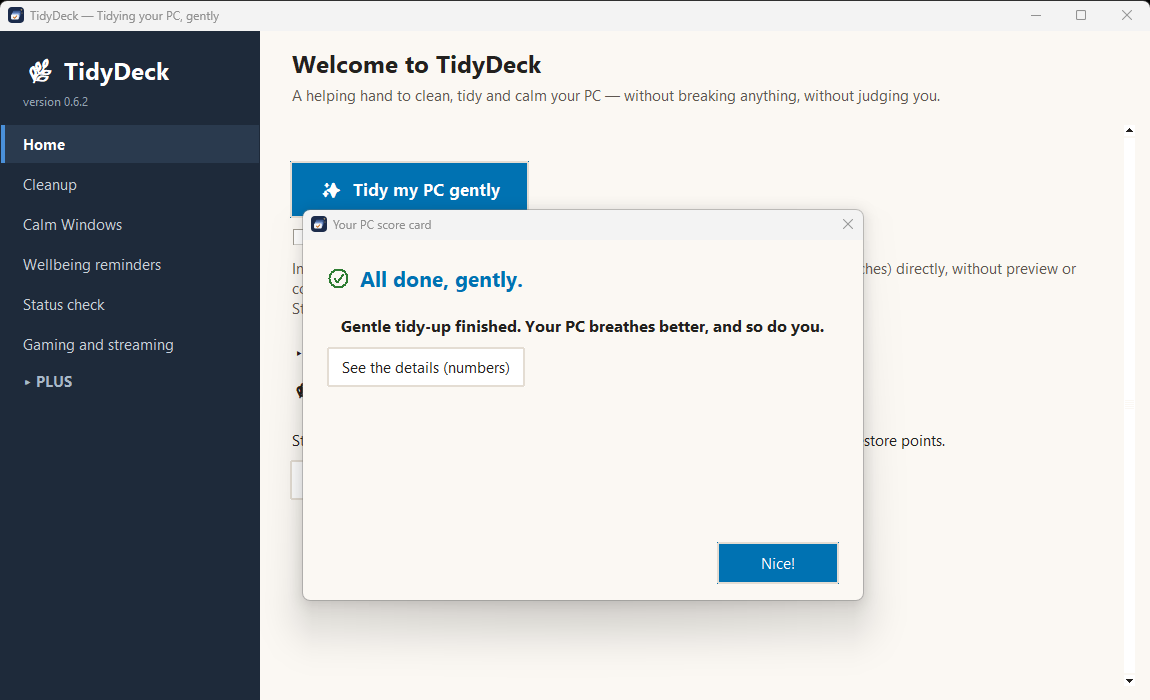 TidyDeck — Tidying your PC, gently
TidyDeck
version 0.6.2
Home
Cleanup
Calm Windows
Wellbeing reminders
Status check
Gaming and streaming
PLUS
Welcome to TidyDeck
A helping hand to clean, tidy and calm your PC — without breaking anything, without judging you.
Tidy my PC gently
directly, without preview or
points.
Your PC score card
All done, gently.
Gentle tidy-up finished. Your PC breathes better, and so do you.
See the details (numbers)
Nice!